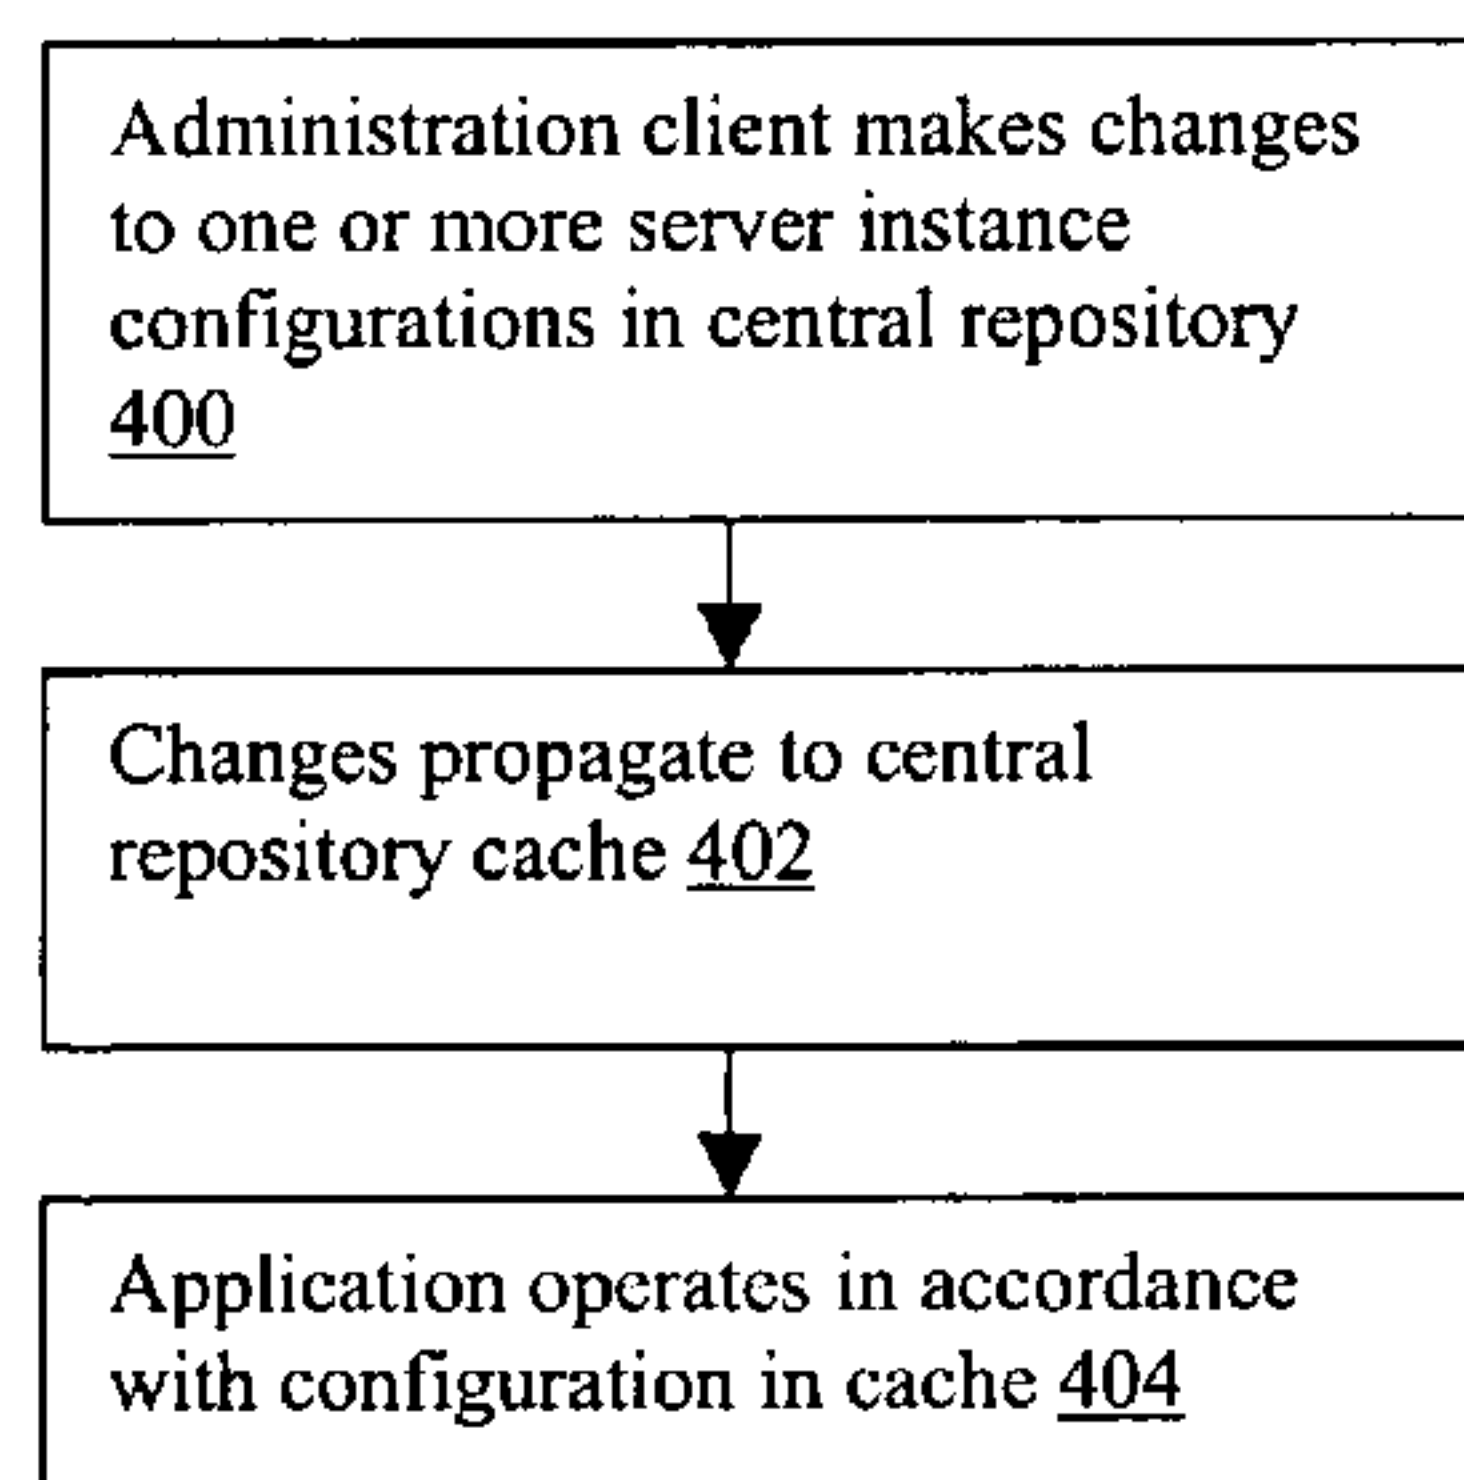 Administration client makes changes
to one or more server instance
configurations in central repository
400
Changes propagate to central
repository cache 402
Application operates in accordance
with configuration in cache 404